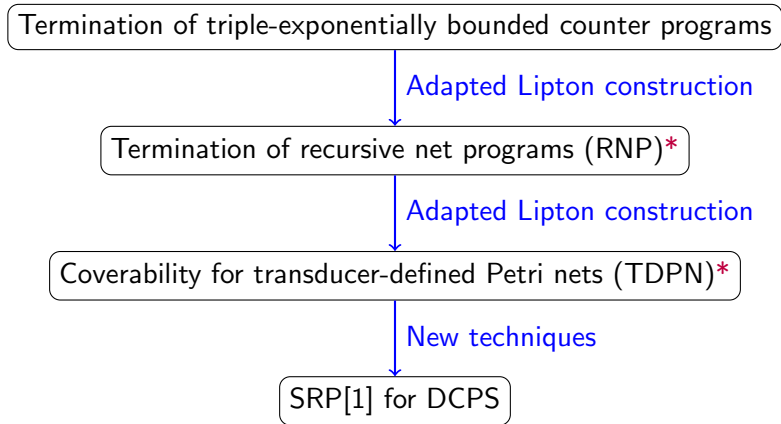 Termination of triple-exponentially bounded counter programs
Adapted Lipton construction
Termination of recursive net programs (RNP)*
Adapted Lipton construction
Coverability for transducer-defined Petri nets (TDPN)*
New techniques
SRP[1] for DCPS